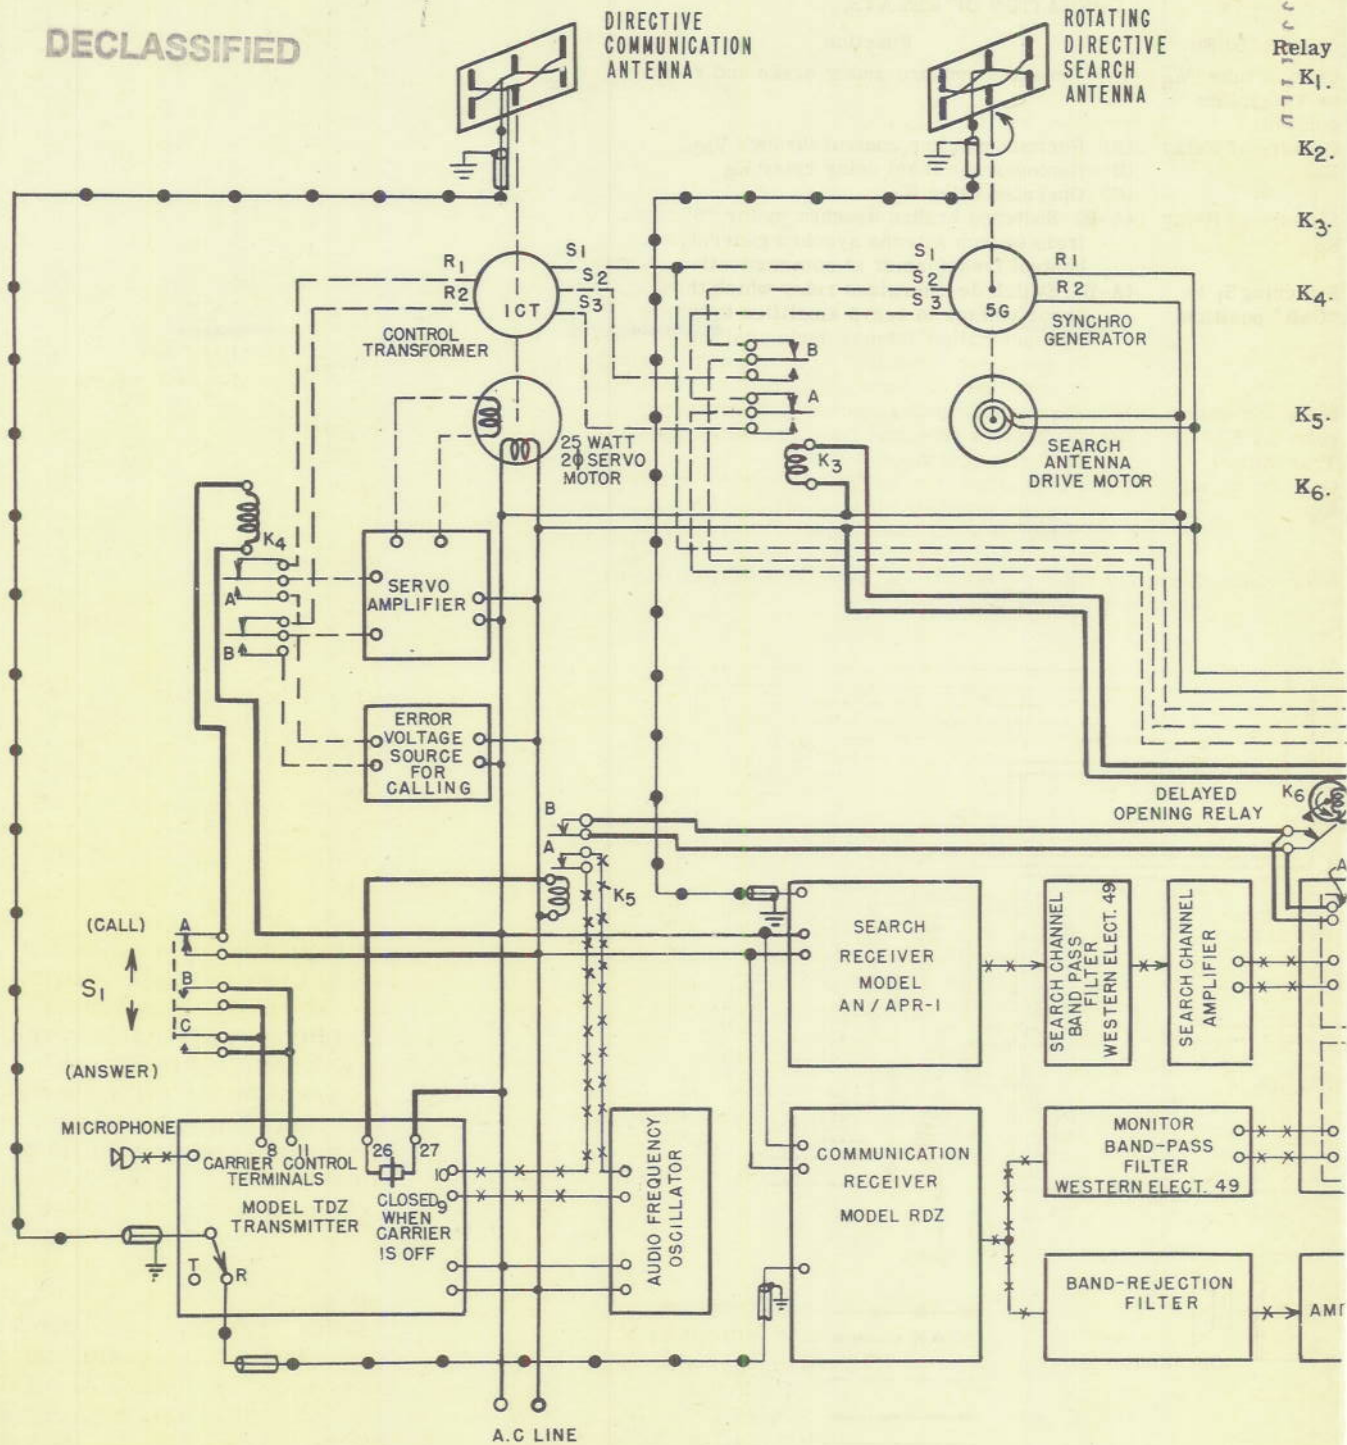 DECLASSIFIED
DIRECTIVE
COMMUNICATION
ANTENNA
ROTATING
DIRECTIVE
SEARCH
ANTENNA
Relay
K1.
K2.
K3.
K4.
K5.
K6.
R1
R2
1CT
S1
S2
S3
CONTROL
TRANSFORMER
S1
S2
S3
5G
R1
R2
SYNCHRO
GENERATOR
B
A
K3
25 WATT
2Ø SERVO
MOTOR
SEARCH
ANTENNA
DRIVE MOTOR
K4
A
B
SERVO
AMPLIFIER
ERROR
VOLTAGE
SOURCE
FOR
CALLING
DELAYED
OPENING RELAY
K6
B
A
K5
A
(CALL)
S1
(ANSWER)
A
B
C
SEARCH
RECEIVER
MODEL
AN / APR-1
SEARCH CHANNEL
BAND PASS
FILTER
WESTERN ELECT. 49
SEARCH CHANNEL
AMPLIFIER
MICROPHONE
8
11
26
27
CARRIER CONTROL
TERMINALS
MODEL TDZ
TRANSMITTER
CLOSED
WHEN
CARRIER
IS OFF
10
9
T
R
AUDIO FREQUENCY
OSCILLATOR
COMMUNICATION
RECEIVER
MODEL RDZ
MONITOR
BAND-PASS
FILTER
WESTERN ELECT. 49
BAND-REJECTION
FILTER
A.C LINE